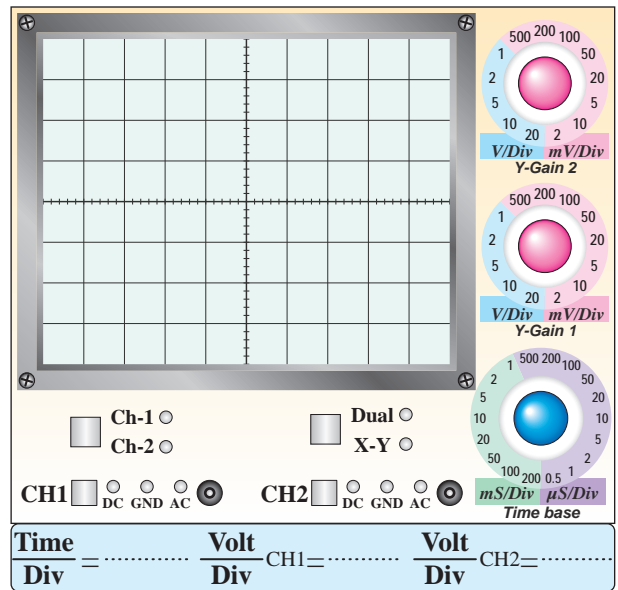 500 200 100
1 50
2 20
5 5
10 10
20 2
V/Div mV/Div
Y-Gain 2
500 200 100
1 50
2 20
5 5
10 10
20 2
V/Div mV/Div
Y-Gain 1
1 500 200 100
2 50
5 20
10 10
20 5
50 2
100 200 0.5 1
mS/Div µS/Div
Time base
Ch-1 Dual
Ch-2 X-Y
CH1 DC GND AC CH2 DC GND AC
Time Volt Volt
= ............ CH1= ............ CH2= ............
Div Div Div